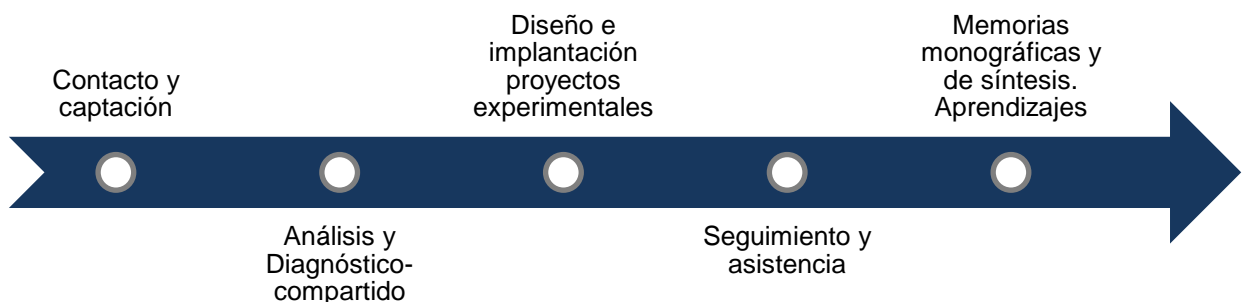 Contacto y
captación
Análisis y
Diagnóstico-
compartido
Diseño e
implantación
proyectos
experimentales
Seguimiento y
asistencia
Memorias
monográficas y
de síntesis.
Aprendizajes